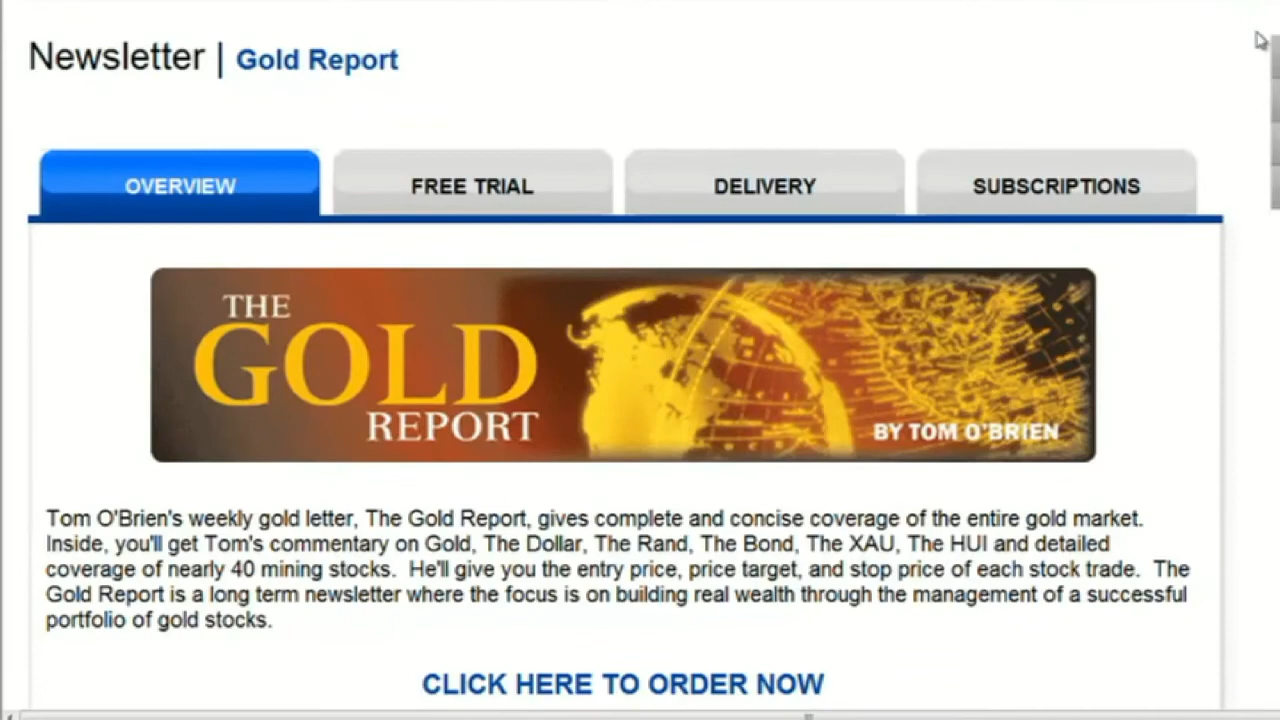 Newsletter | Gold Report
OVERVIEW
FREE TRIAL
DELIVERY
SUBSCRIPTIONS
THE
GOLD
REPORT
BY TOM O'BRIEN
Tom O'Brien's weekly gold letter, The Gold Report, gives complete and concise coverage of the entire gold market.
Inside, you'll get Tom's commentary on Gold, The Dollar, The Rand, The Bond, The XAU, The HUI and detailed
coverage of nearly 40 mining stocks.  He'll give you the entry price, price target, and stop price of each stock trade.  The
Gold Report is a long term newsletter where the focus is on building real wealth through the management of a successful
portfolio of gold stocks.
CLICK HERE TO ORDER NOW